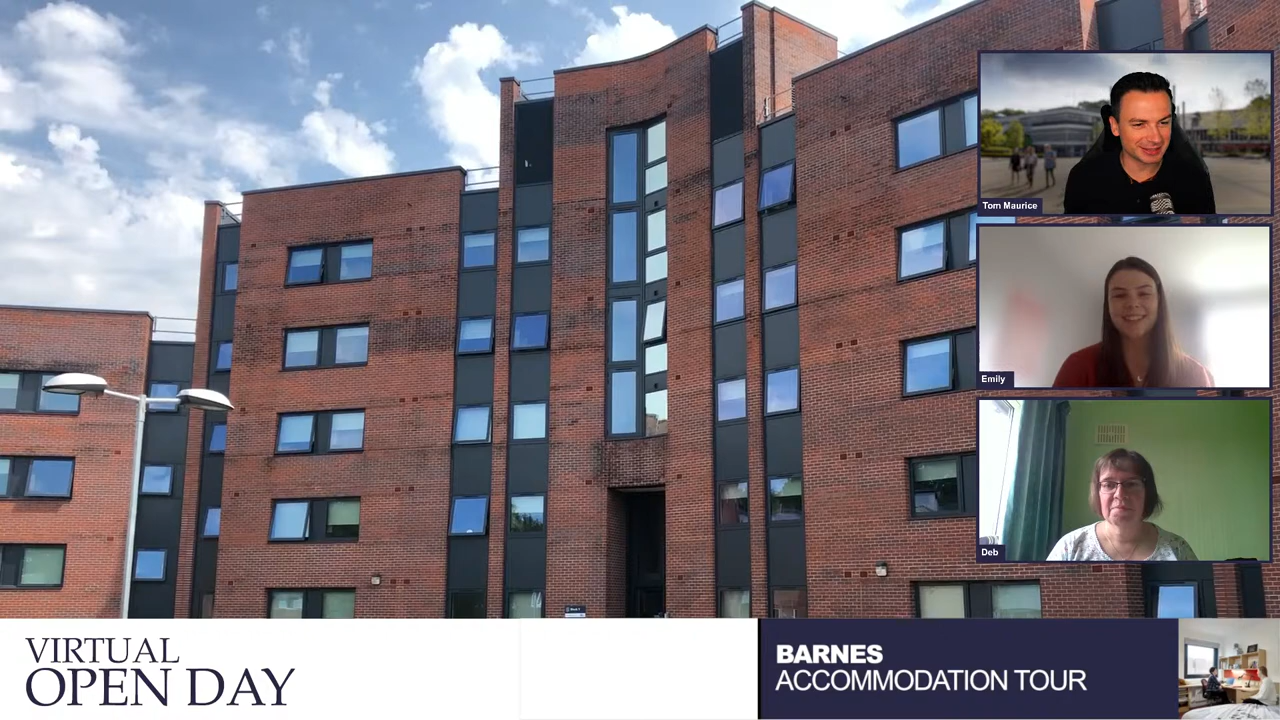 Tom Maurice
Emily
Deb
VIRTUAL
OPEN DAY
BARNES
ACCOMMODATION TOUR